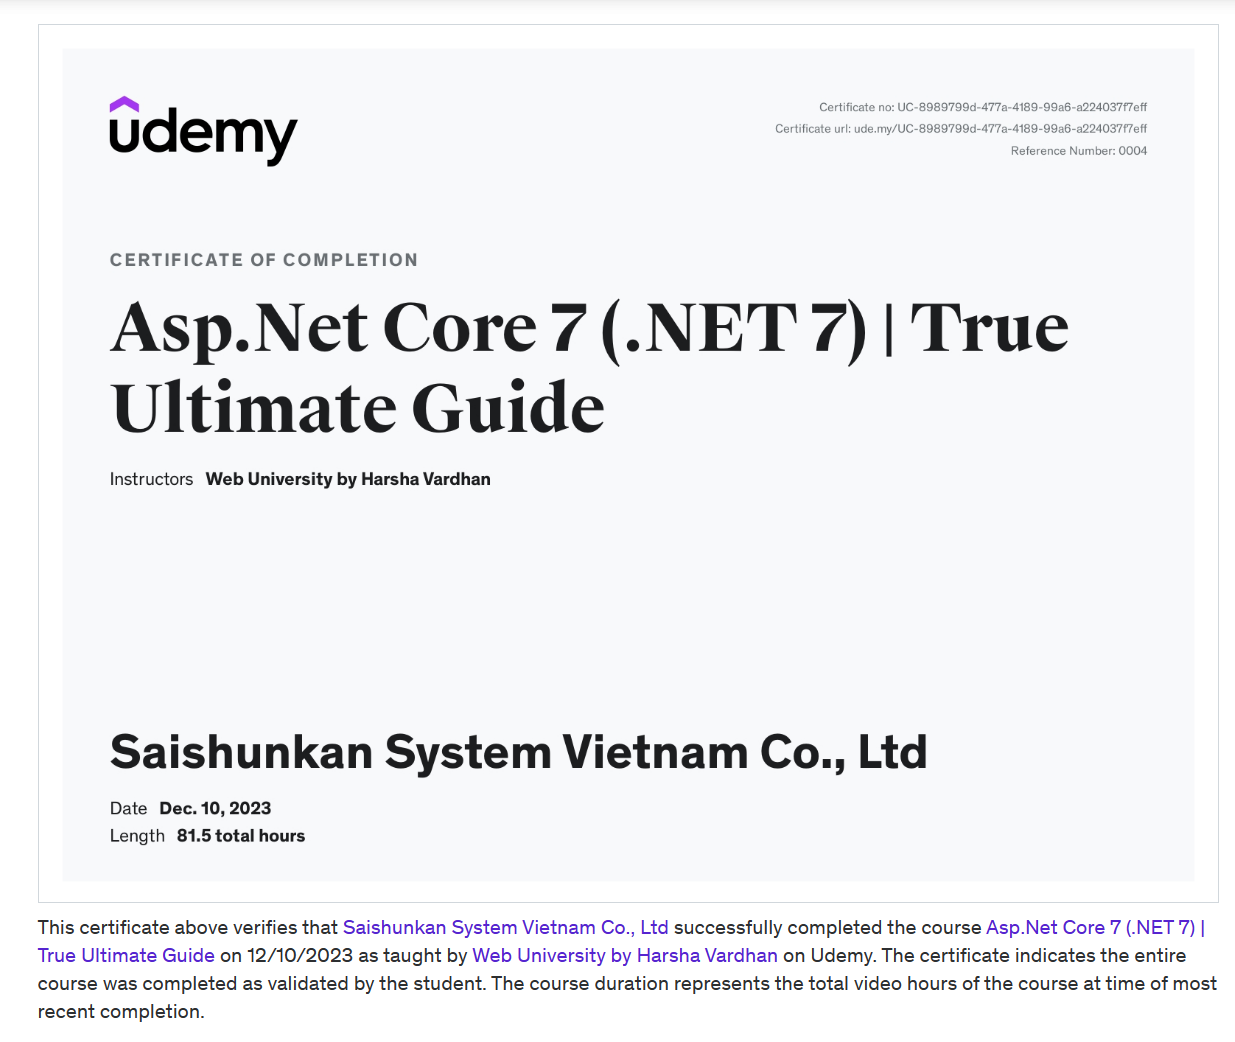 udemy
Certificate no: UC-8989799d-477a-4189-99a6-a224037f7eff
Certificate url: ude.my/UC-8989799d-477a-4189-99a6-a224037f7eff
Reference Number: 0004
CERTIFICATE OF COMPLETION
Asp.Net Core 7 (.NET 7) | True
Ultimate Guide
Instructors Web University by Harsha Vardhan
Saishunkan System Vietnam Co., Ltd
Date Dec. 10, 2023
Length 81.5 total hours
This certificate above verifies that Saishunkan System Vietnam Co., Ltd successfully completed the course Asp.Net Core 7 (.NET 7) |
True Ultimate Guide on 12/10/2023 as taught by Web University by Harsha Vardhan on Udemy. The certificate indicates the entire
course was completed as validated by the student. The course duration represents the total video hours of the course at time of most
recent completion.